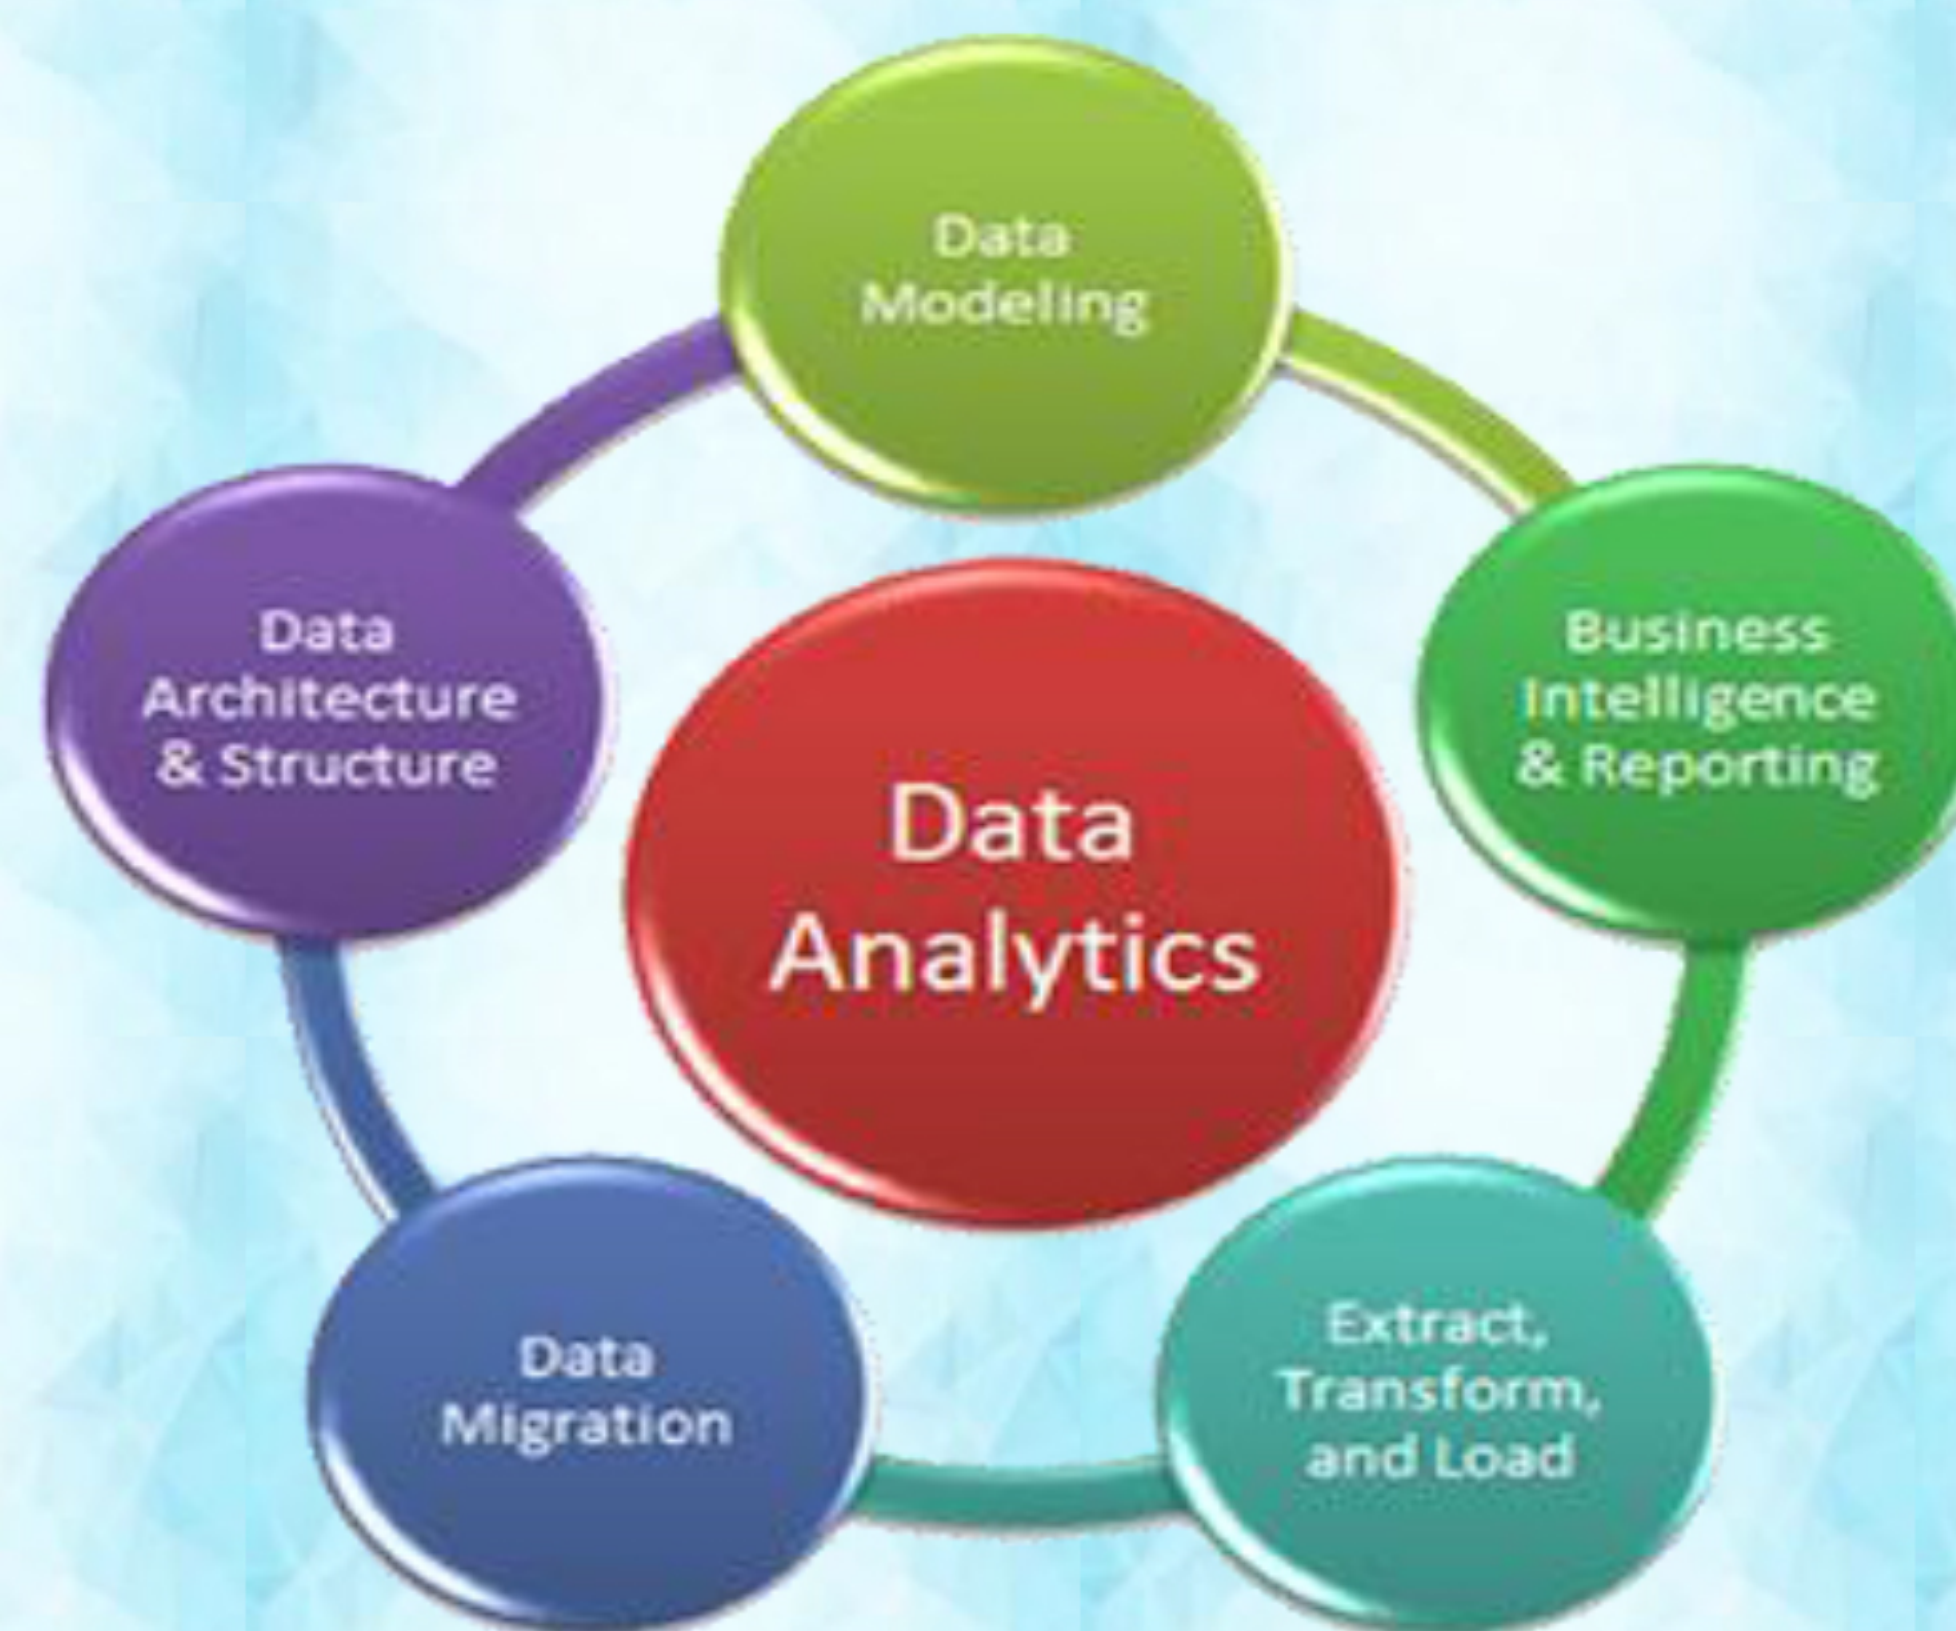 Data
Modeling
Data
Architecture
& Structure
Business
Intelligence
& Reporting
Data
Analytics
Data
Migration
Extract,
Transform,
and Load